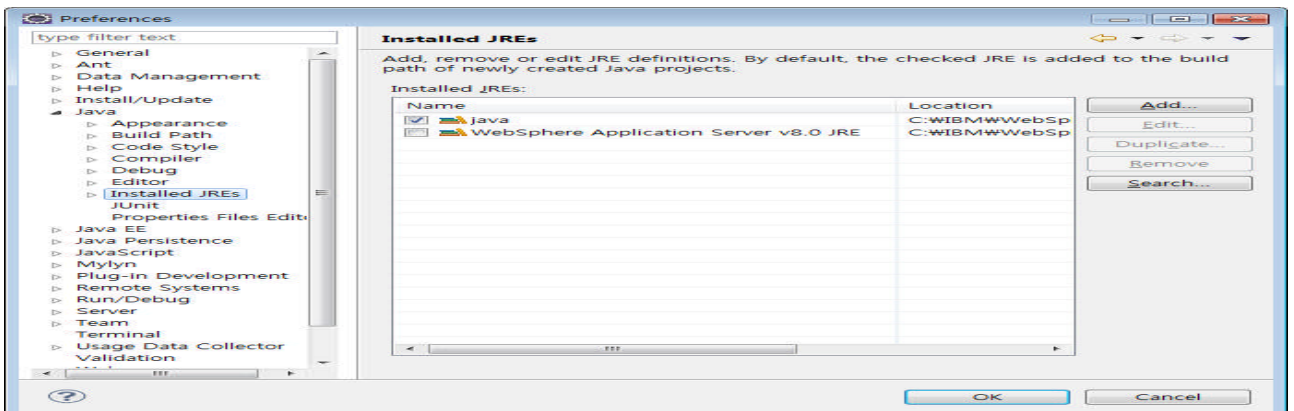 Preferences
type filter text
General
Ant
Data Management
Help
Install/Update
Java
Appearance
Build Path
Code Style
Compiler
Debug
Editor
Installed JREs
JUnit
Properties Files Edit
Java EE
Java Persistence
JavaScript
Mylyn
Plug-in Development
Remote Systems
Run/Debug
Server
Team
Terminal
Usage Data Collector
Validation
Installed JREs
Add, remove or edit JRE definitions. By default, the checked JRE is added to the build
path of newly created Java projects.
Installed JREs:
Name Location
java C:₩IBM₩WebSp
WebSphere Application Server v8.0 JRE C:₩IBM₩WebSp
Add...
Edit...
Duplicate...
Remove
Search...
OK Cancel